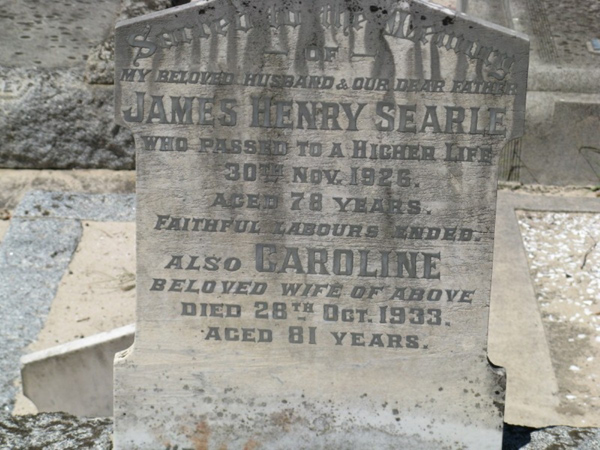 Sacred to the Memory
— OF —
MY BELOVED HUSBAND & OUR DEAR FATHER
JAMES HENRY SEARLE
WHO PASSED TO A HIGHER LIFE
30TH NOV. 1926.
AGED 78 YEARS.
FAITHFUL LABOURS ENDED.
ALSO CAROLINE
BELOVED WIFE OF ABOVE
DIED 28TH OCT. 1933.
AGED 81 YEARS.